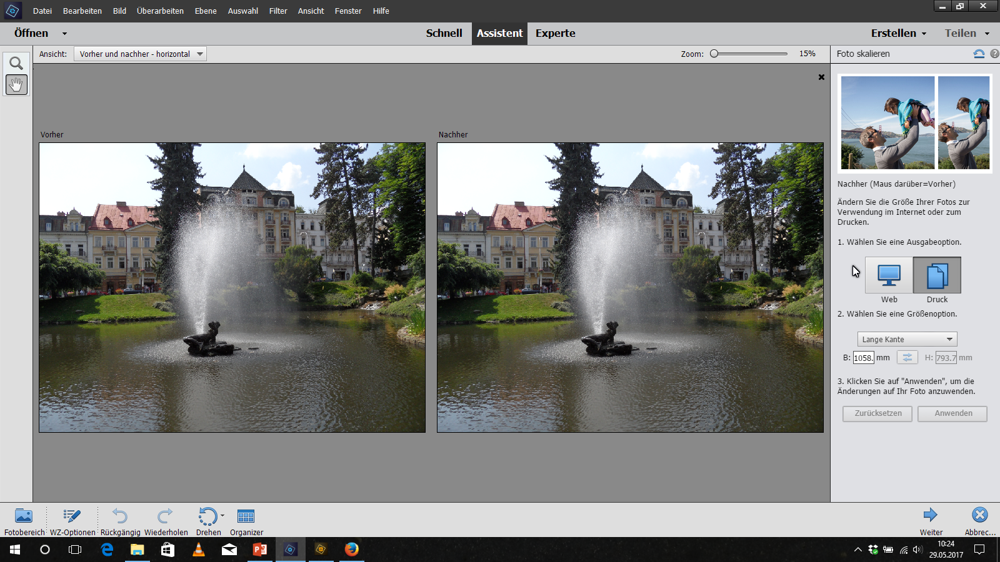 Datei Bearbeiten Bild Überarbeiten Ebene Auswahl Filter Ansicht Fenster Hilfe
Öffnen Schnell Assistent Experte Erstellen Teilen
Ansicht: Vorher und nachher - horizontal Zoom: 15% Foto skalieren
Vorher Nachher
Nachher (Maus darüber=Vorher)
Ändern Sie die Größe Ihrer Fotos zur
Verwendung im Internet oder zum
Drucken.
1. Wählen Sie eine Ausgabeoption.
Web Druck
2. Wählen Sie eine Größenoption.
Lange Kante
B: 1058. mm H: 793.7 mm
3. Klicken Sie auf "Anwenden", um die
Änderungen auf Ihr Foto anzuwenden.
Zurücksetzen Anwenden
Fotobereich WZ-Optionen Rückgängig Wiederholen Drehen Organizer Weiter Abbrec...
10:24
29.05.2017